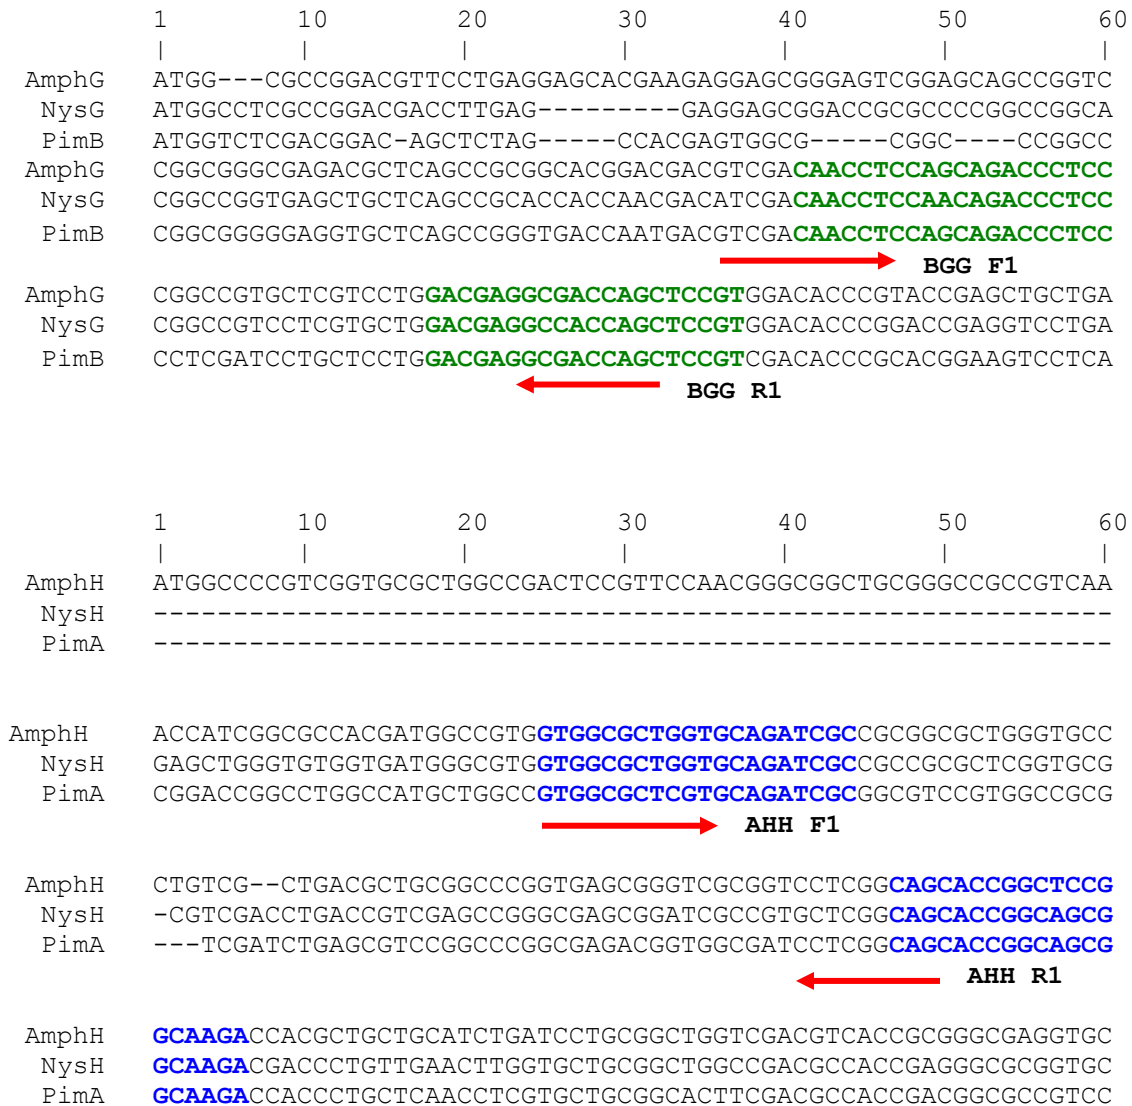 1 10 20 30 40 50 60
| | | | | | |
AmphG ATGG---CGCCGGACGTTCCTGAGGAGCACGAAGAGGAGCGGGAGTCGGAGCAGCCGGTC
NysG ATGGCCTCGCCGGACGACCTTGAG---------GAGGAGCGGACCGCGCCCCGGCCGGCA
PimB ATGGTCTCGACGGAC-AGCTCTAG-----CCACGAGTGGCG-----CGGC----CCGGCC
AmphG CGGCGGGCGAGACGCTCAGCCGCGGCACGGACGACGTCGACAACCTCCAGCAGACCCTCC
NysG CGGCCGGTGAGCTGCTCAGCCGCACCACCAACGACATCGACAACCTCCAACAGACCCTCC
PimB CGGCGGGGGAGGTGCTCAGCCGGGTGACCAATGACGTCGACAACCTCCAGCAGACCCTCC
BGG F1
AmphG CGGCCGTGCTCGTCCTGGACGAGGCGACCAGCTCCGTGGACACCCGTACCGAGCTGCTGA
NysG CGGCCGTCCTCGTGCTGGACGAGGCCACCAGCTCCGTGGACACCCGGACCGAGGTCCTGA
PimB CCTCGATCCTGCTCCTGGACGAGGCGACCAGCTCCGTCGACACCCGCACGGAAGTCCTCA
BGG R1
1 10 20 30 40 50 60
| | | | | | |
AmphH ATGGCCCCGTCGGTGCGCTGGCCGACTCCGTTCCAACGGGCGGCTGCGGGCCGCCGTCAA
NysH ------------------------------------------------------------
PimA ------------------------------------------------------------
AmphH ACCATCGGCGCCACGATGGCCGTGGTGGCGCTGGTGCAGATCGCCGCGGCGCTGGGTGCC
NysH GAGCTGGGTGTGGTGATGGGCGTGGTGGCGCTGGTGCAGATCGCCGCCGCGCTCGGTGCG
PimA CGGACCGGCCTGGCCATGCTGGCCGTGGCGCTCGTGCAGATCGCGGCGTCCGTGGCCGCG
AHH F1
AmphH CTGTCG--CTGACGCTGCGGCCCGGTGAGCGGGTCGCGGTCCTCGGCAGCACCGGCTCCG
NysH -CGTCGACCTGACCGTCGAGCCGGGCGAGCGGATCGCCGTGCTCGGCAGCACCGGCAGCG
PimA ---TCGATCTGAGCGTCCGGCCCGGCGAGACGGTGGCGATCCTCGGCAGCACCGGCAGCG
AHH R1
AmphH GCAAGACCACGCTGCTGCATCTGATCCTGCGGCTGGTCGACGTCACCGCGGGCGAGGTGC
NysH GCAAGACGACCCTGTTGAACTTGGTGCTGCGGCTGGCCGACGCCACCGAGGGCGCGGTGC
PimA GCAAGACCACCCTGCTCAACCTCGTGCTGCGGCACTTCGACGCCACCGACGGCGCCGTCC